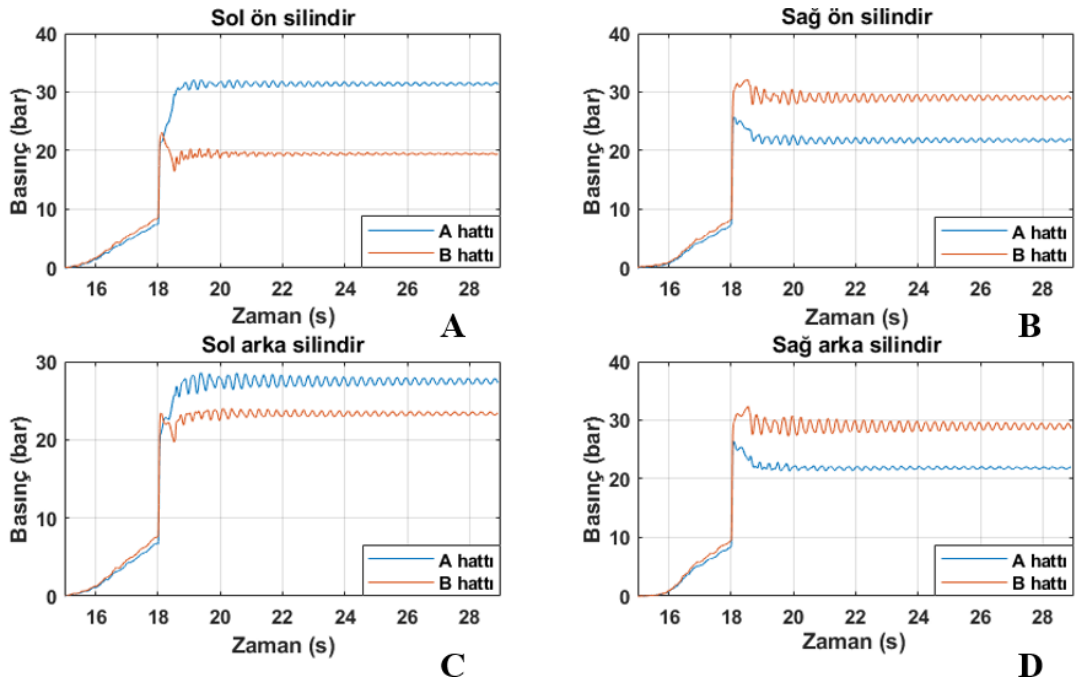 Sol ön silindir
40
30
20
10
0
Basınç (bar)
A hattı
B hattı
16 18 20 22 24 26 28
Zaman (s)
A
Sağ ön silindir
40
30
20
10
0
Basınç (bar)
A hattı
B hattı
16 18 20 22 24 26 28
Zaman (s)
B
Sol arka silindir
30
20
10
0
Basınç (bar)
A hattı
B hattı
16 18 20 22 24 26 28
Zaman (s)
C
Sağ arka silindir
40
30
20
10
0
Basınç (bar)
A hattı
B hattı
16 18 20 22 24 26 28
Zaman (s)
D